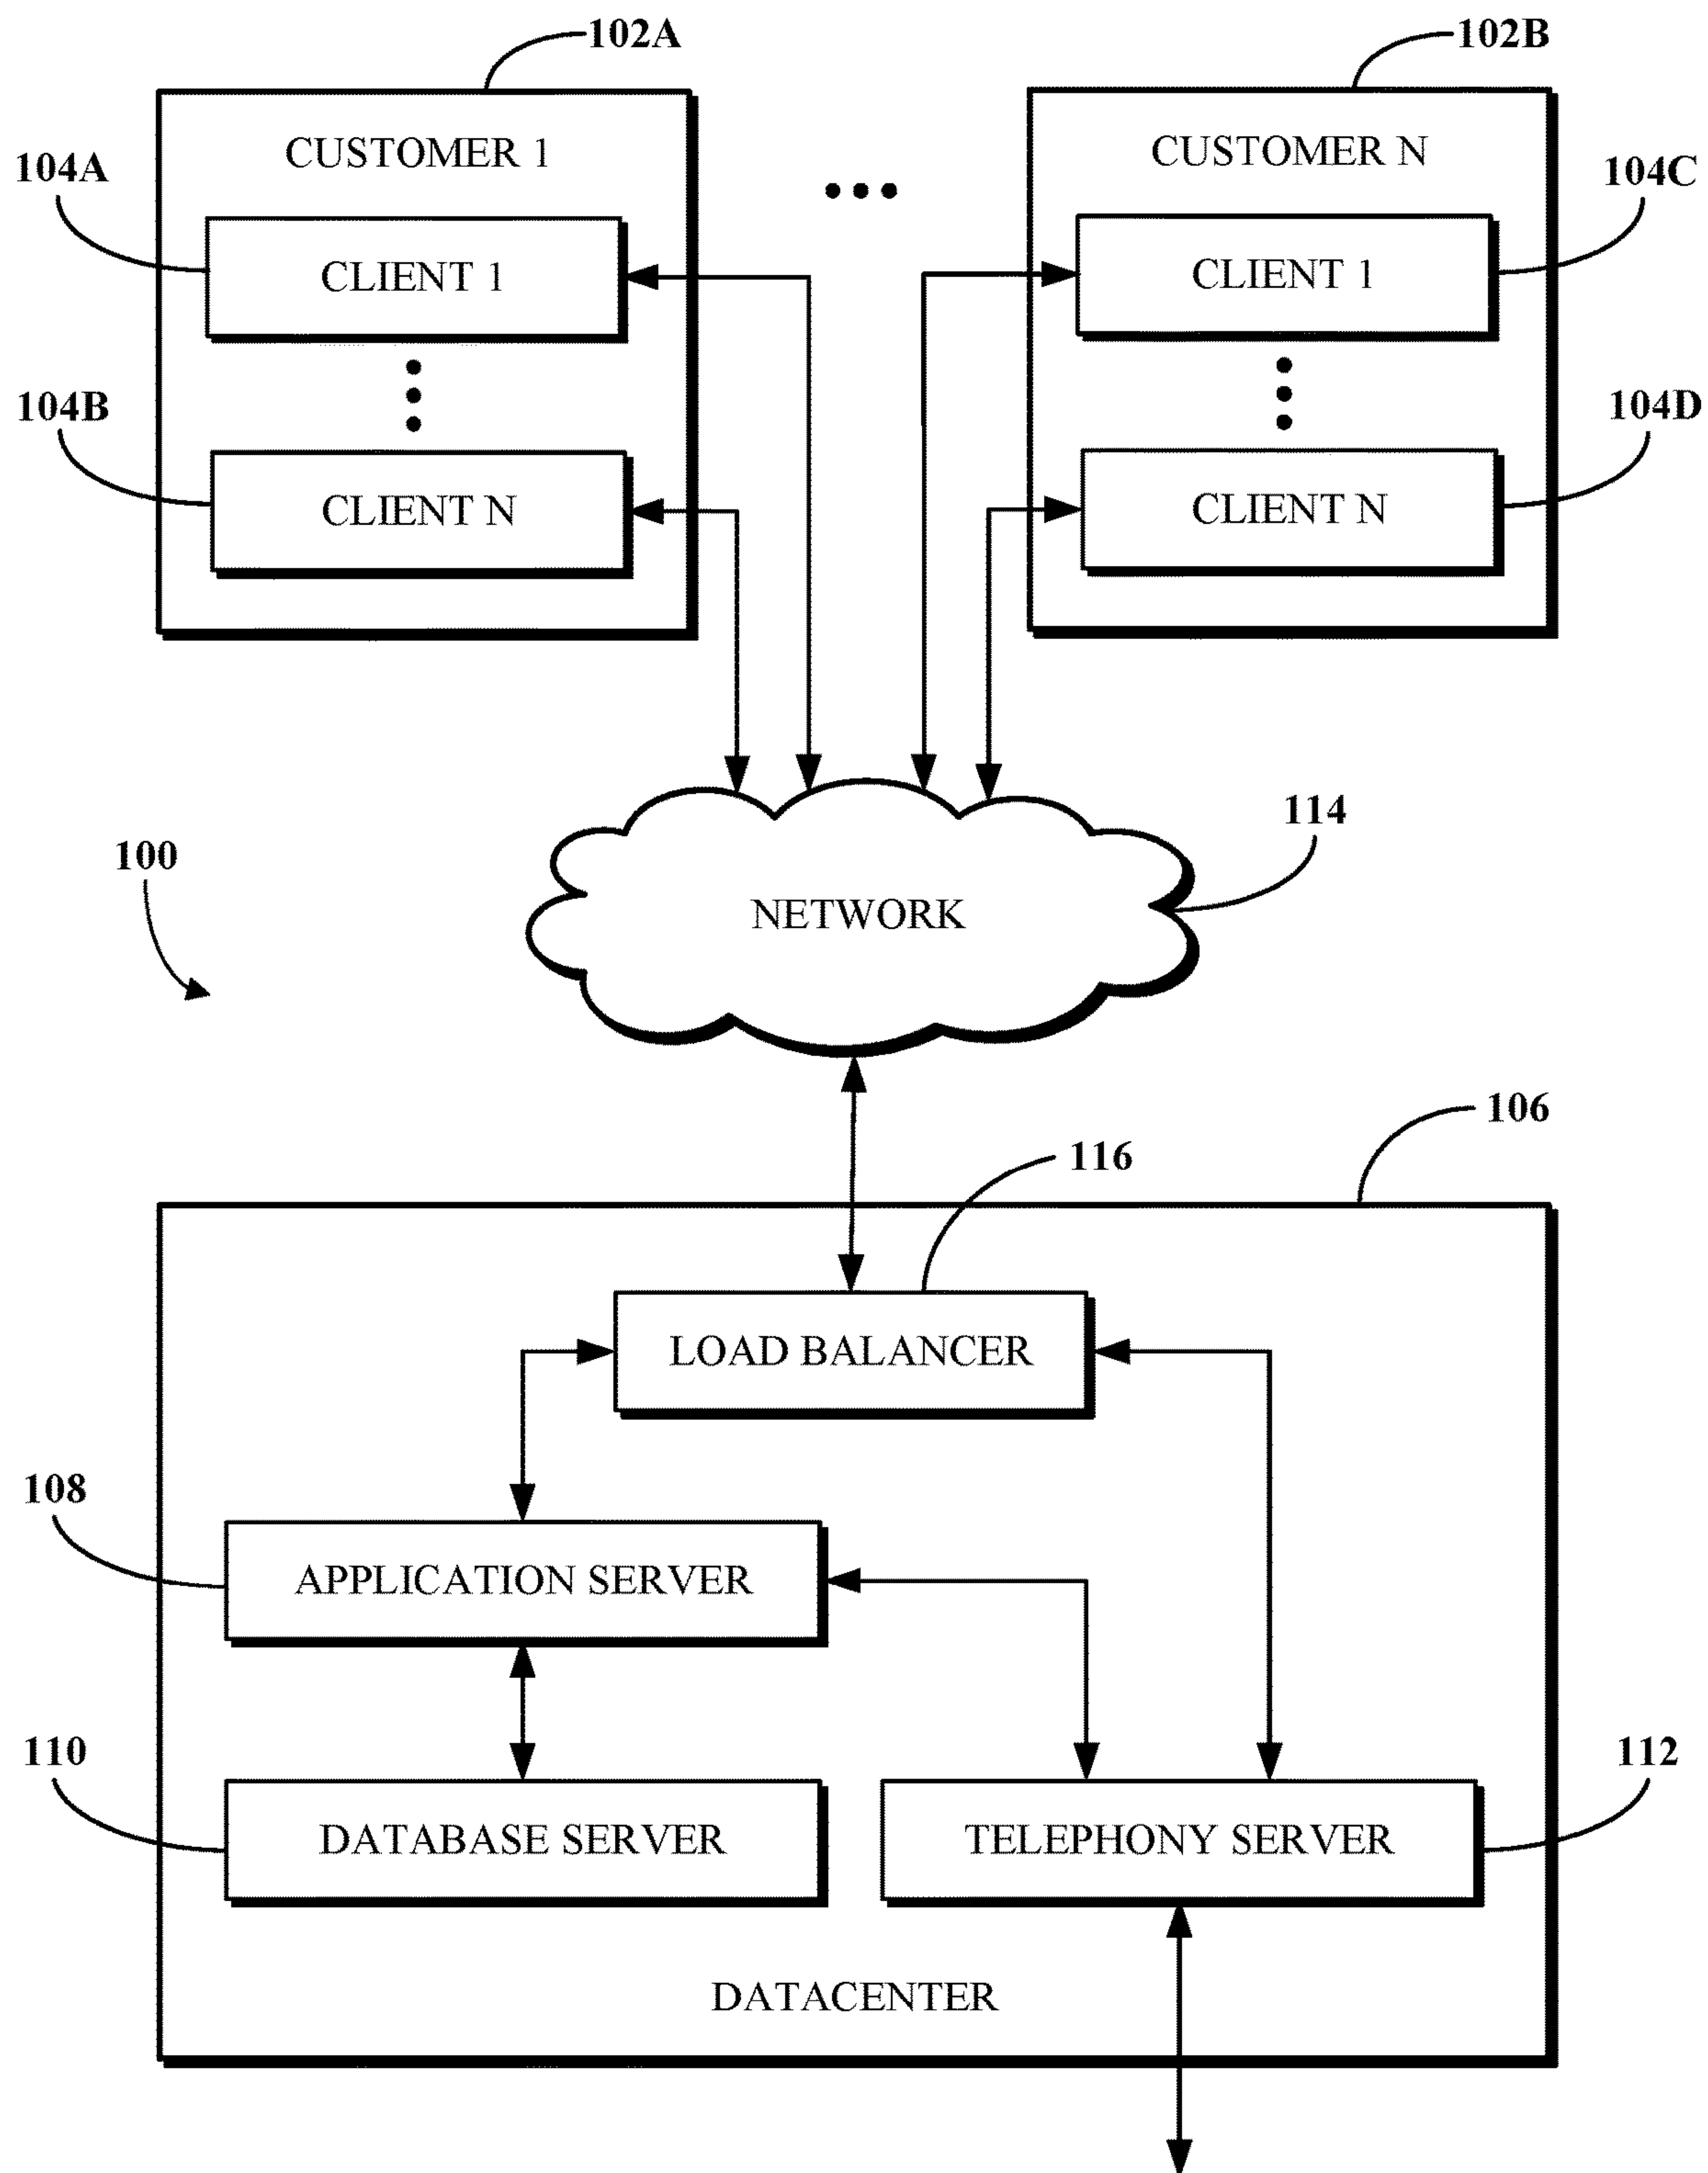 102A
102B
CUSTOMER 1
CUSTOMER N
104A
104C
CLIENT 1
CLIENT 1
104B
104D
CLIENT N
CLIENT N
114
100
NETWORK
106
116
LOAD BALANCER
108
APPLICATION SERVER
110
112
DATABASE SERVER
TELEPHONY SERVER
DATACENTER